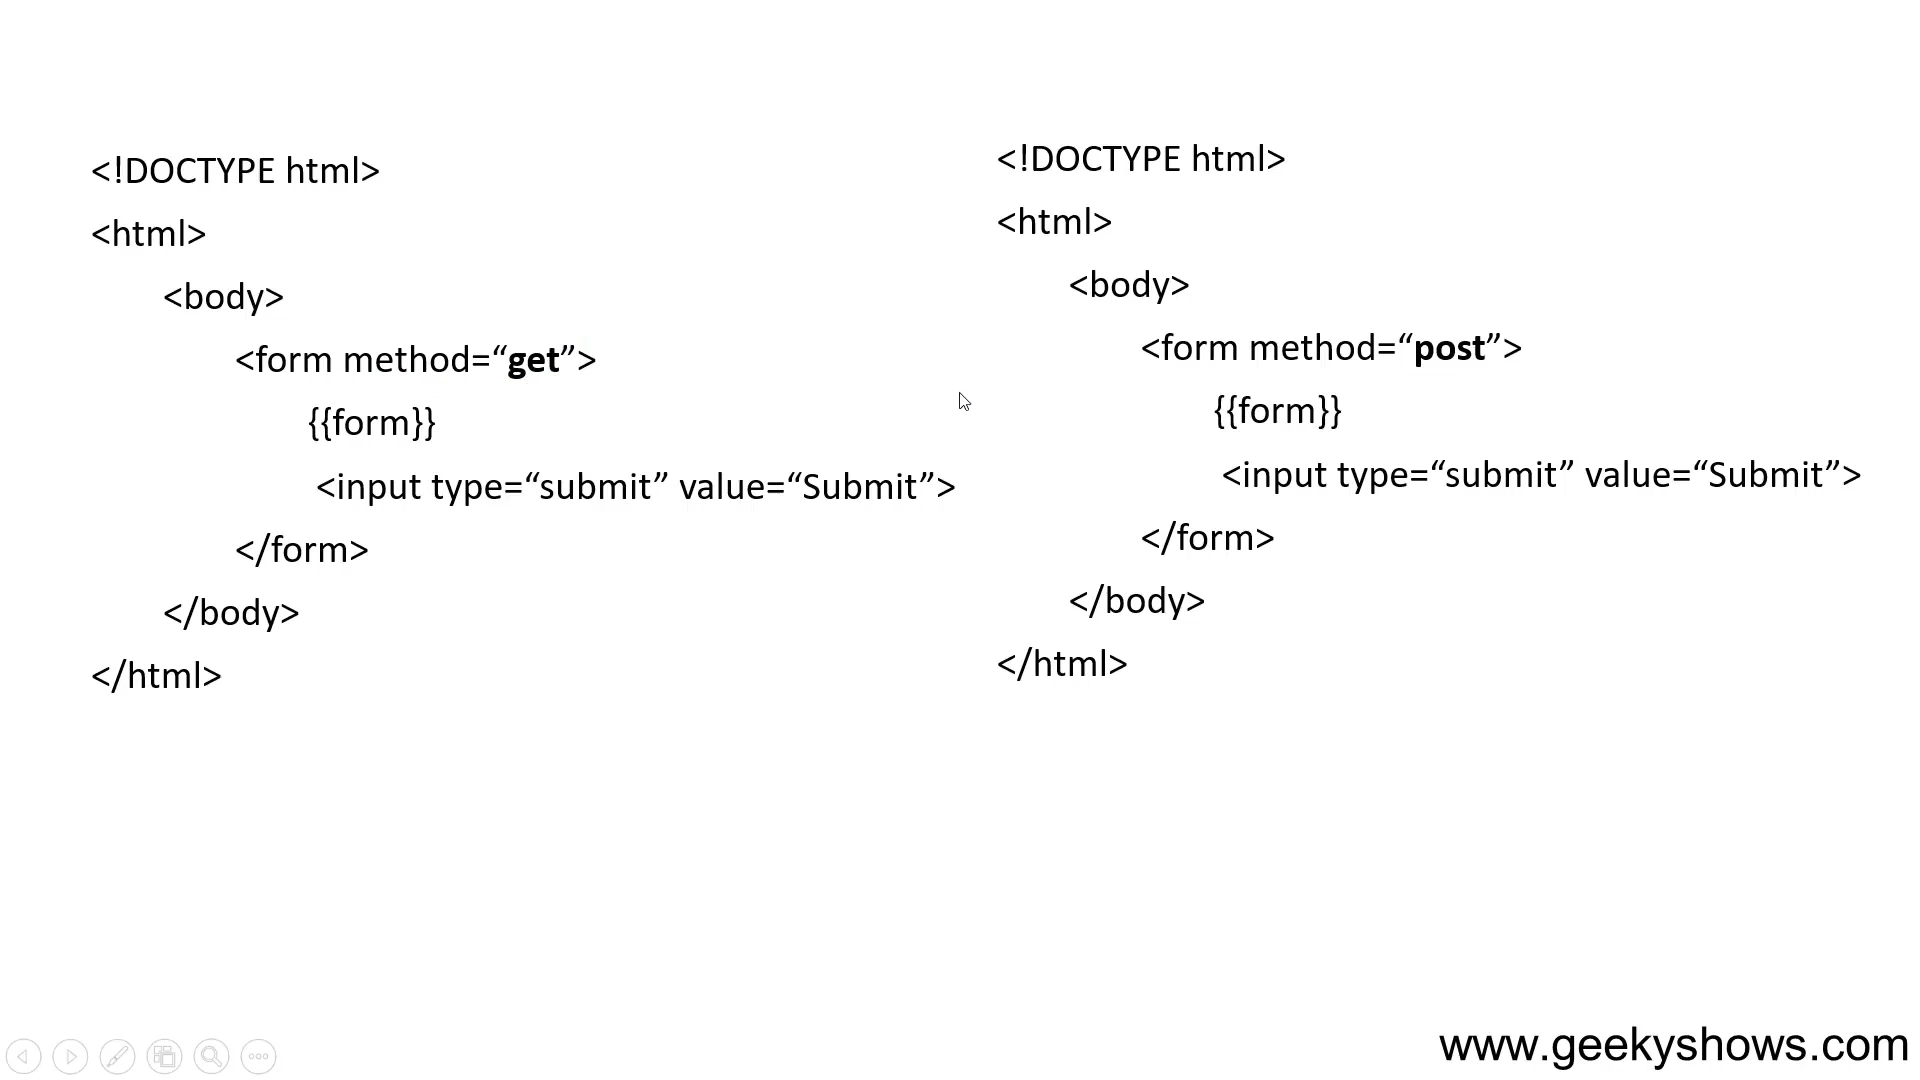 <!DOCTYPE html>
<html>
<body>
<form method=“get”>
{{form}}
<input type=“submit” value=“Submit”>
</form>
</body>
</html>
<!DOCTYPE html>
<html>
<body>
<form method=“post”>
{{form}}
<input type=“submit” value=“Submit”>
</form>
</body>
</html>
www.geekyshows.com